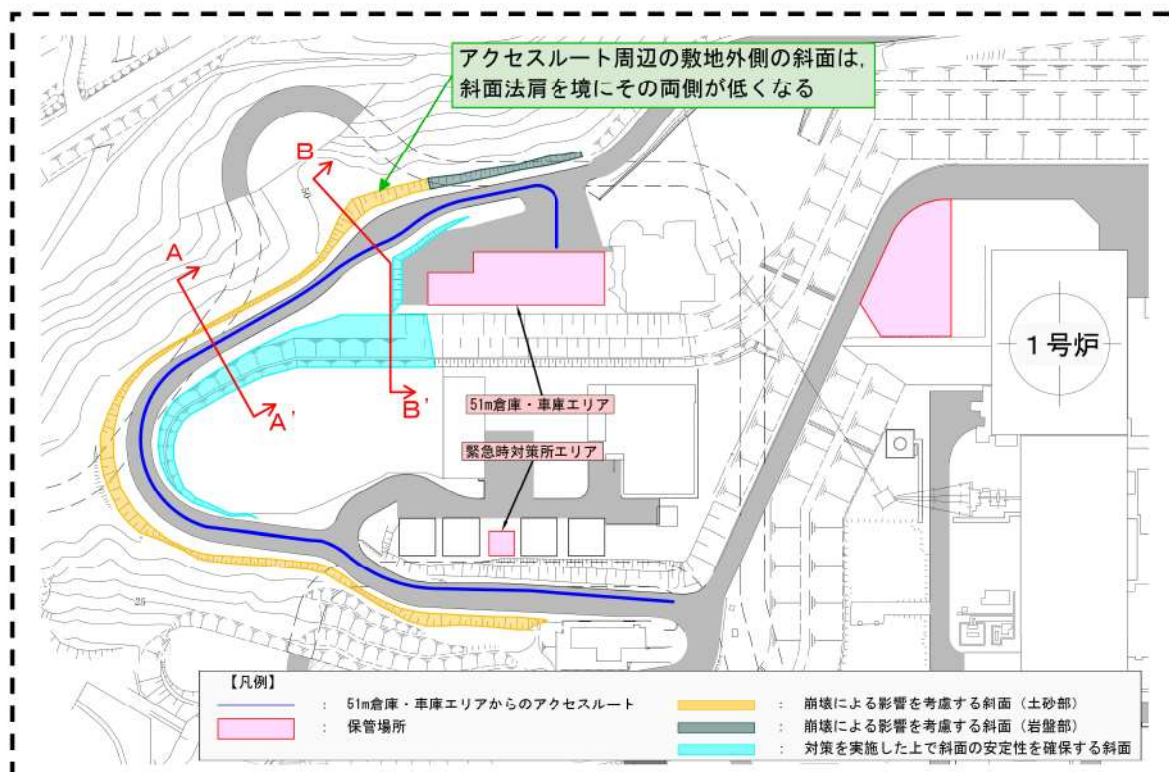 アクセスルート周辺の敷地外側の斜面は,
斜面法肩を境にその両側が低くなる
B
50
A
1号炉
A'
B'
51m倉庫・車庫エリア
緊急時対策所エリア
25
【凡例】
: 51m倉庫・車庫エリアからのアクセスルート
: 保管場所
: 崩壊による影響を考慮する斜面（土砂部）
: 崩壊による影響を考慮する斜面（岩盤部）
: 対策を実施した上で斜面の安定性を確保する斜面